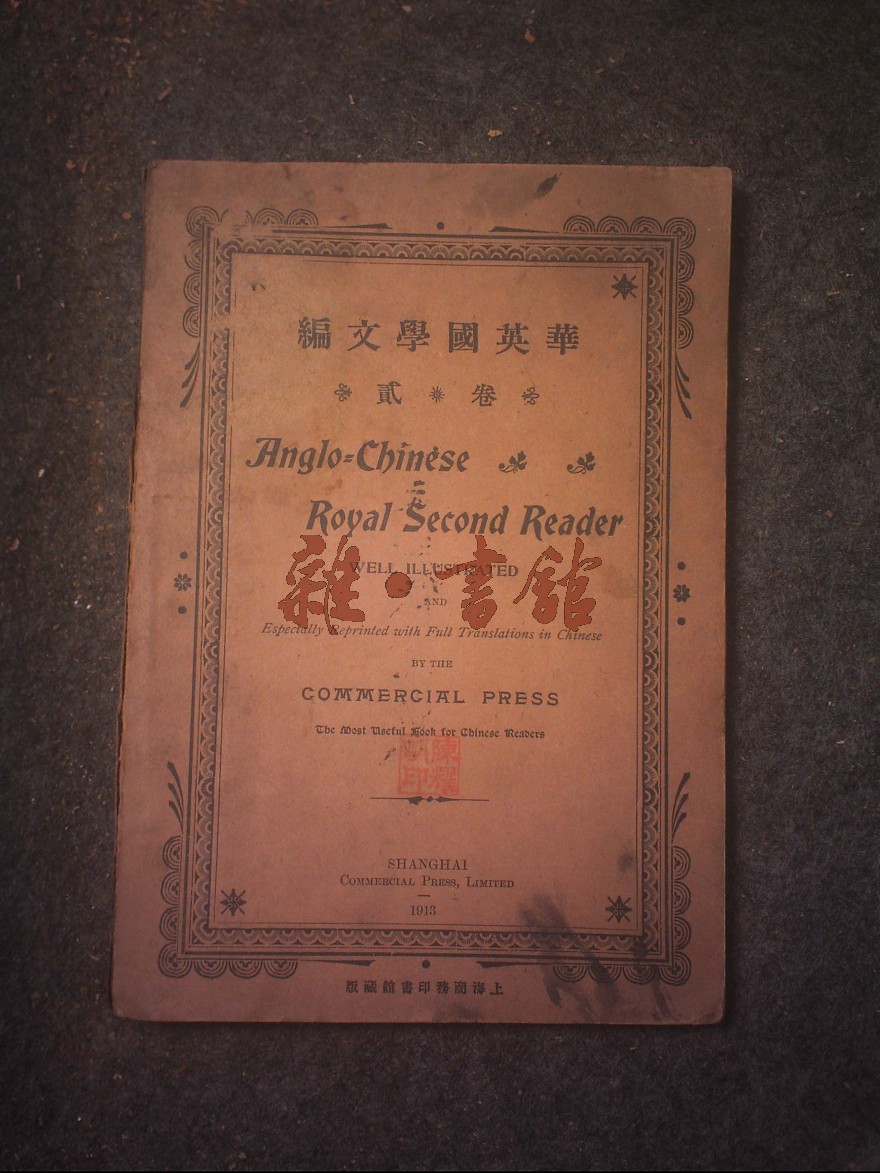 華英國學文編
卷 貳
Anglo-Chinese
Royal Second Reader
WELL ILLUSTRATED
AND
Especially Reprinted with Full Translations in Chinese
BY THE
COMMERCIAL PRESS
The Most Useful Book for Chinese Readers
SHANGHAI
COMMERCIAL PRESS, LIMITED
1913
上海商務印書館藏版
雜·書館